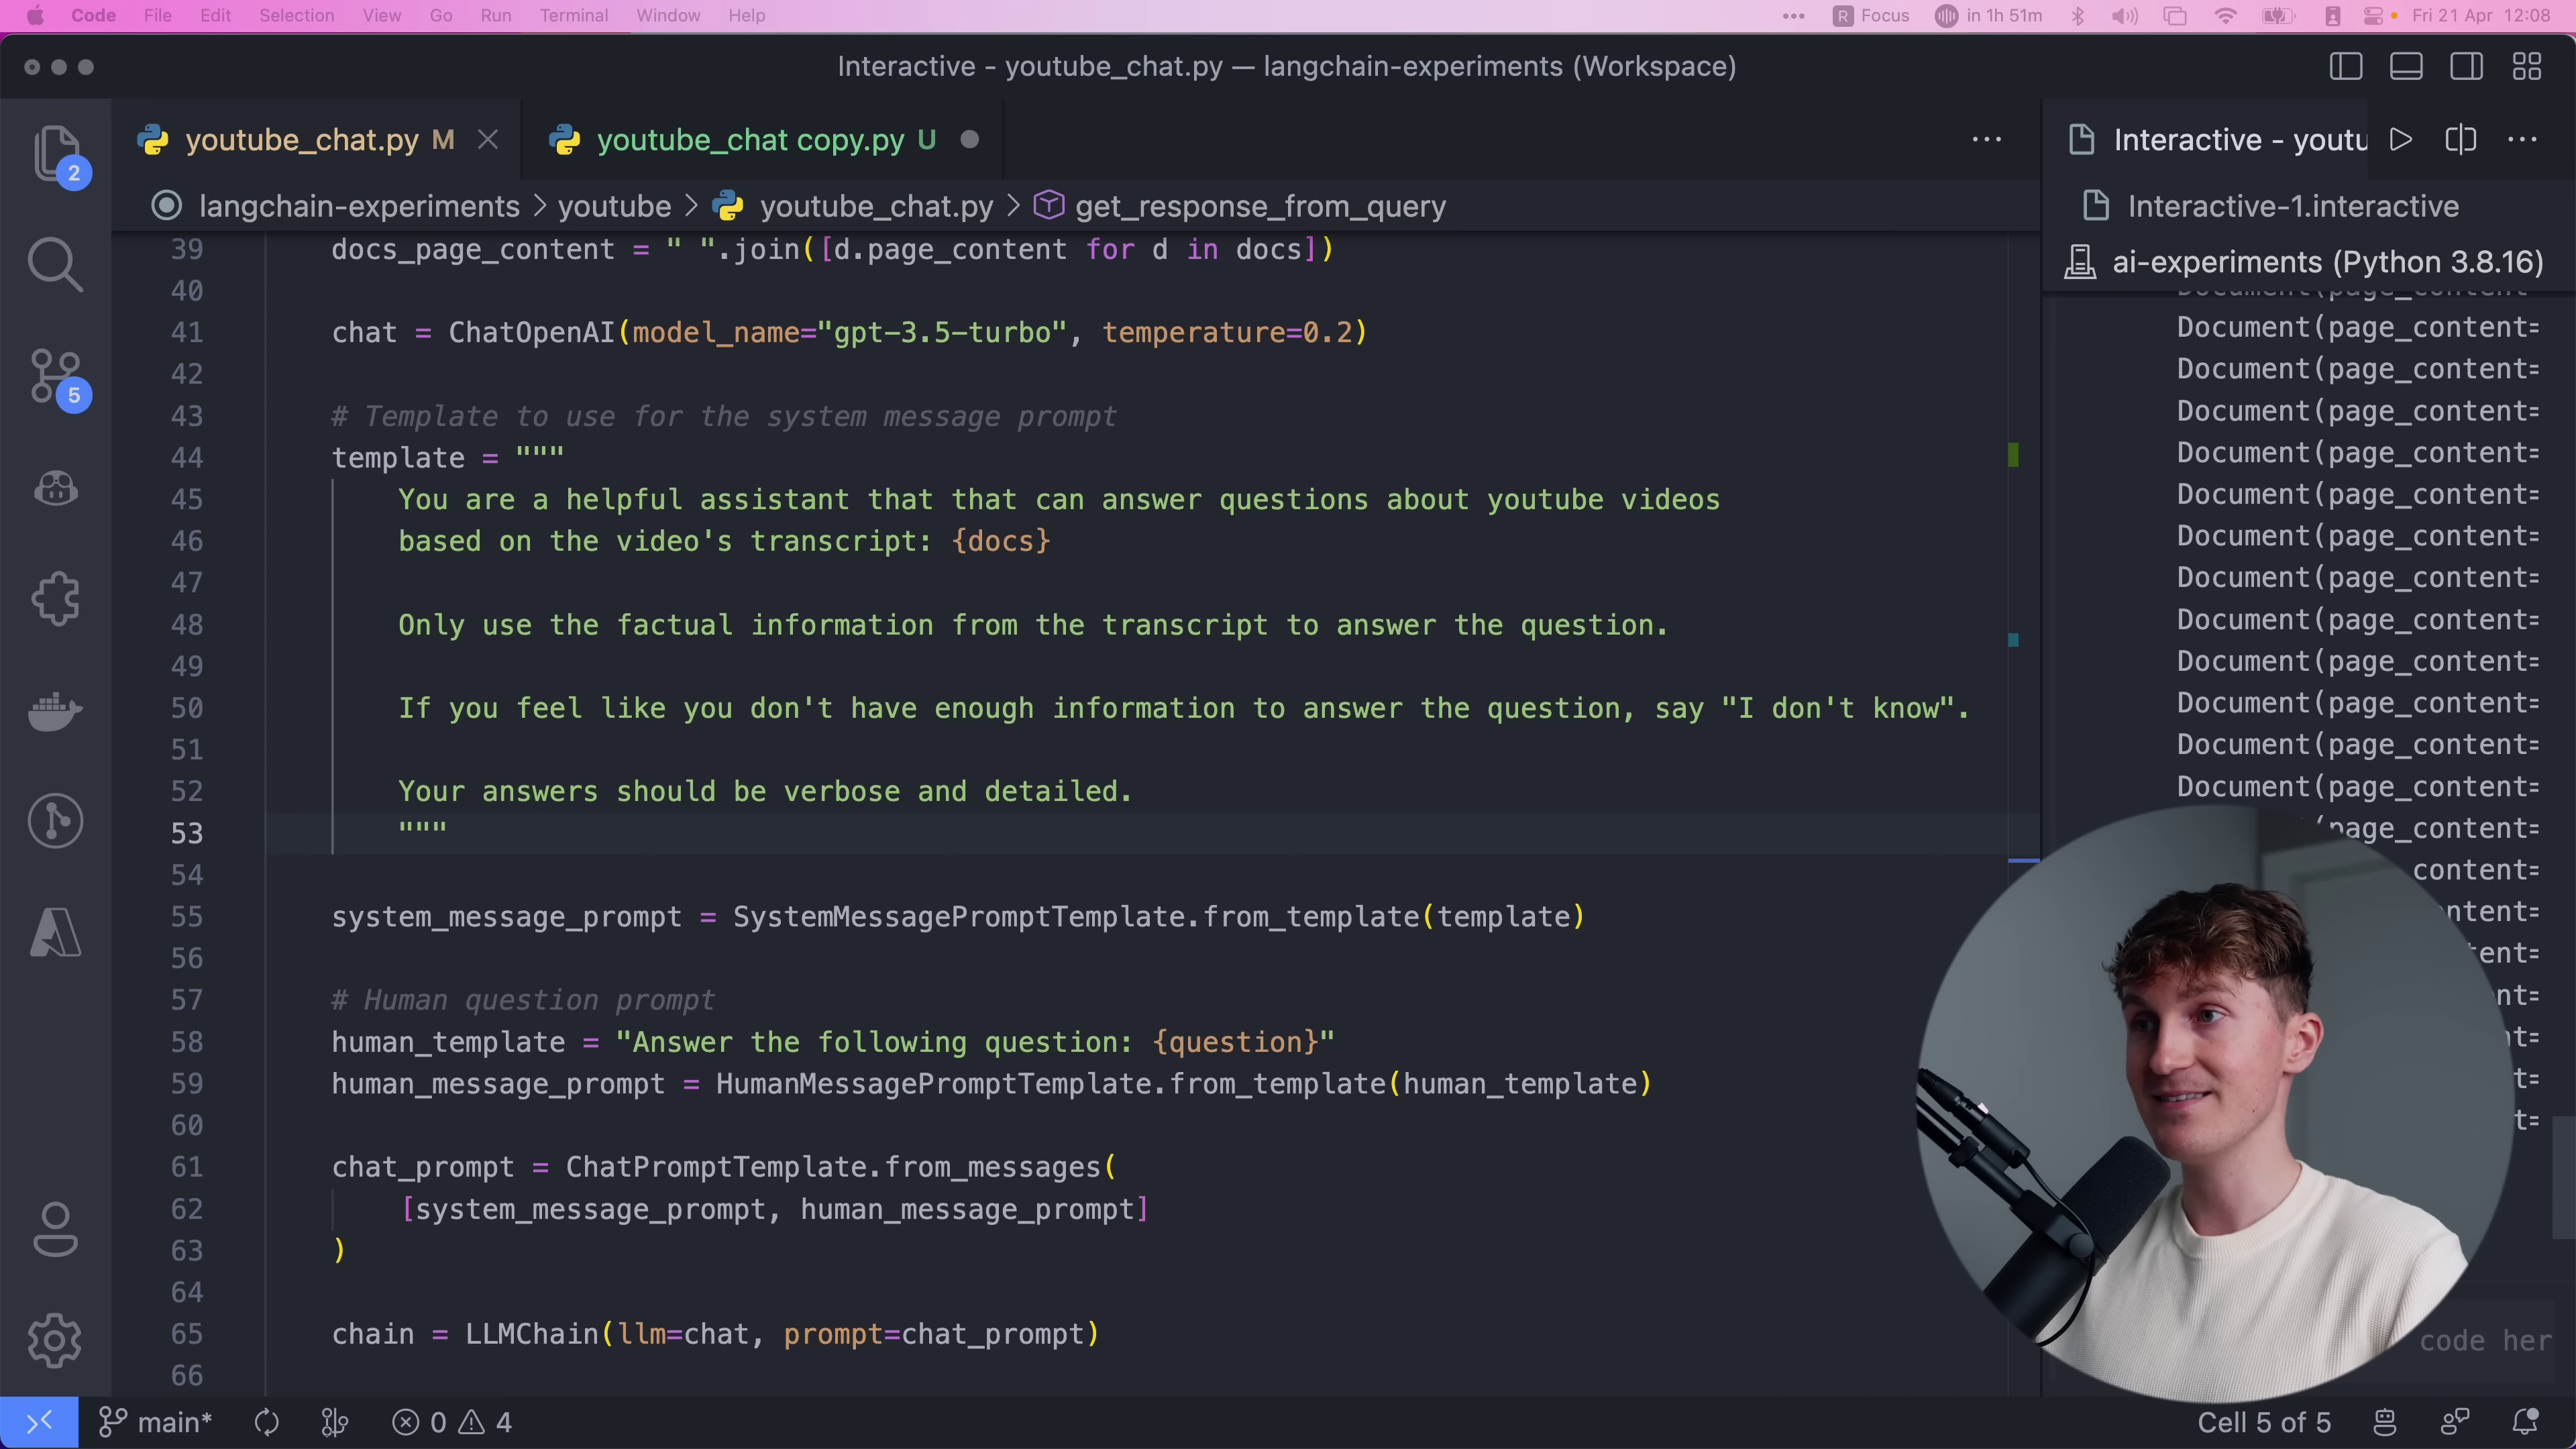 Code File Edit Selection View Go Run Terminal Window Help
R Focus in 1h 51m Fri 21 Apr 12:08
Interactive - youtube_chat.py — langchain-experiments (Workspace)
youtube_chat.py M youtube_chat copy.py U
Interactive - youtu
langchain-experiments > youtube > youtube_chat.py > get_response_from_query
Interactive-1.interactive
ai-experiments (Python 3.8.16)
2
5
39 docs_page_content = " ".join([d.page_content for d in docs])
40
41 chat = ChatOpenAI(model_name="gpt-3.5-turbo", temperature=0.2)
42
43 # Template to use for the system message prompt
44 template = """
45 You are a helpful assistant that that can answer questions about youtube videos
46 based on the video's transcript: {docs}
47
48 Only use the factual information from the transcript to answer the question.
49
50 If you feel like you don't have enough information to answer the question, say "I don't know".
51
52 Your answers should be verbose and detailed.
53 """
54
55 system_message_prompt = SystemMessagePromptTemplate.from_template(template)
56
57 # Human question prompt
58 human_template = "Answer the following question: {question}"
59 human_message_prompt = HumanMessagePromptTemplate.from_template(human_template)
60
61 chat_prompt = ChatPromptTemplate.from_messages(
62 [system_message_prompt, human_message_prompt]
63 )
64
65 chain = LLMChain(llm=chat, prompt=chat_prompt)
66
Document(page_content=
Document(page_content=
Document(page_content=
Document(page_content=
Document(page_content=
Document(page_content=
Document(page_content=
Document(page_content=
Document(page_content=
Document(page_content=
Document(page_content=
Document(page_content=
Document(page_content=
(page_content=
content=
ntent=
tent=
nt=
t=
t=
t=
code her
main* 0 4
Cell 5 of 5